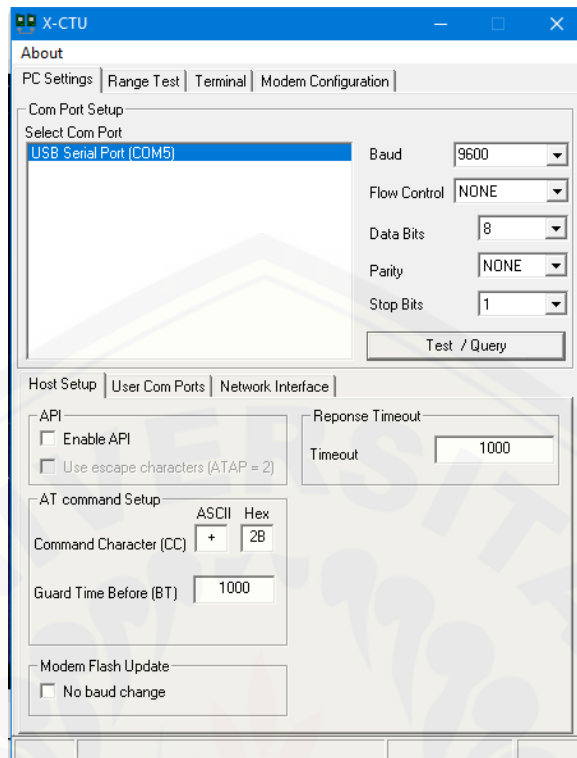 X-CTU
About
PC Settings Range Test Terminal Modem Configuration
Com Port Setup
Select Com Port
USB Serial Port (COM5)
Baud 9600
Flow Control NONE
Data Bits 8
Parity NONE
Stop Bits 1
Test / Query
Host Setup User Com Ports Network Interface
API
Enable API
Use escape characters (ATAP = 2)
Reponse Timeout
Timeout 1000
AT command Setup
ASCII Hex
Command Character (CC) + 2B
Guard Time Before (BT) 1000
Modem Flash Update
No baud change